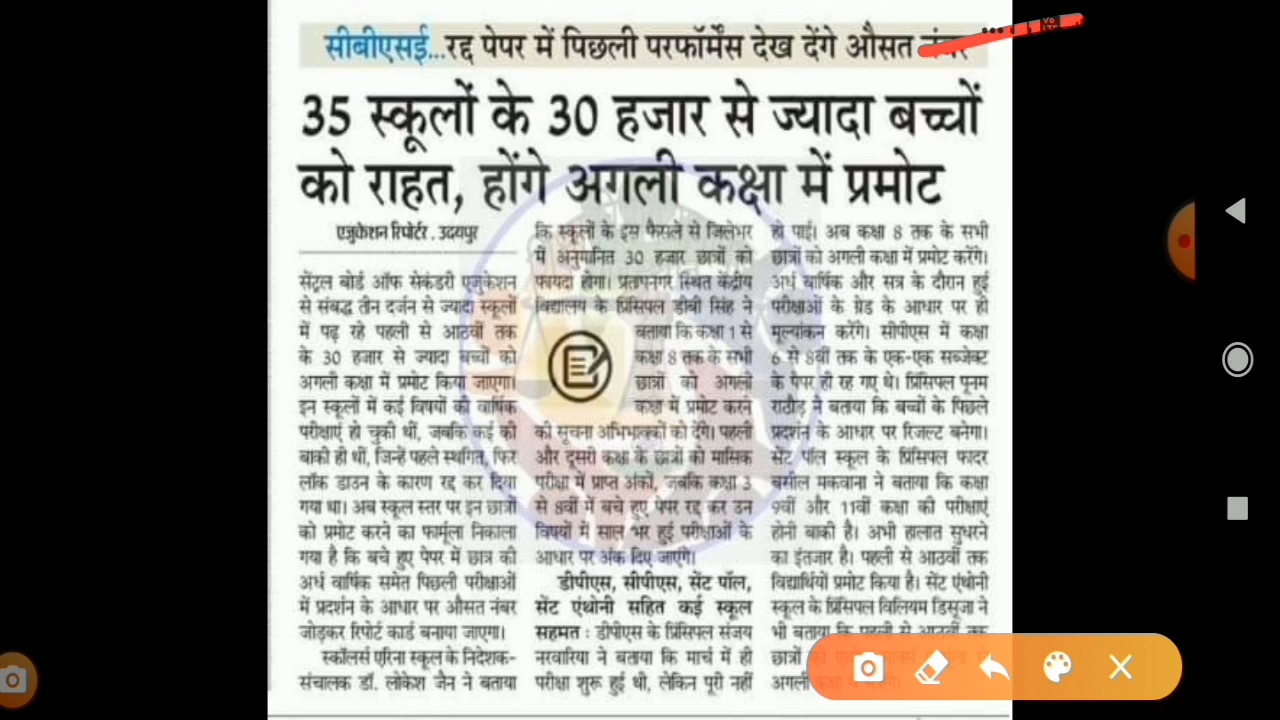 सीबीएसई...रद्द पेपर में पिछली परफॉर्मेंस देख देंगे औसत नंबर
35 स्कूलों के 30 हजार से ज्यादा बच्चों
को राहत, होंगे अगली कक्षा में प्रमोट
एजुकेशन रिपोर्टर . उदयपुर
सेंट्रल बोर्ड ऑफ सेकंडरी एजुकेशन
से संबद्ध तीन दर्जन से ज्यादा स्कूलों
में पढ़ रहे पहली से आठवीं तक
के 30 हजार से ज्यादा बच्चों को
अगली कक्षा में प्रमोट किया जाएगा।
इन स्कूलों में कई विषयों की वार्षिक
परीक्षाएं हो चुकी थीं, जबकि कई की
बाकी ही थीं, जिन्हें पहले स्थगित, फिर
लॉक डाउन के कारण रद्द कर दिया
गया था। अब स्कूल स्तर पर इन छात्रों
को प्रमोट करने का फार्मूला निकाला
गया है कि बचे हुए पेपर में छात्र की
अर्ध वार्षिक समेत पिछली परीक्षाओं
में प्रदर्शन के आधार पर औसत नंबर
जोड़कर रिपोर्ट कार्ड बनाया जाएगा।
स्कॉलर्स एरिना स्कूल के निदेशक-
संचालक डॉ. लोकेश जैन ने बताया
कि स्कूलों के इस फैसले से जिलेभर
में अनुमानित 30 हजार छात्रों को
फायदा होगा। प्रतापनगर स्थित केंद्रीय
विद्यालय के प्रिंसिपल डीबी सिंह ने
बताया कि कक्षा 1 से
कक्षा 8 तक के सभी
छात्रों को अगली
कक्षा में प्रमोट करने
की सूचना अभिभावकों को देंगे। पहली
और दूसरी कक्षा के छात्रों को मासिक
परीक्षा में प्राप्त अंकों, जबकि कक्षा 3
से 8वीं में बचे हुए पेपर रद्द कर उन
विषयों में साल भर हुई परीक्षाओं के
आधार पर अंक दिए जाएंगे।
डीपीएस, सीपीएस, सेंट पॉल,
सेंट एंथोनी सहित कई स्कूल
सहमत : डीपीएस के प्रिंसिपल संजय
नरवारिया ने बताया कि मार्च में ही
परीक्षा शुरू हुई थी, लेकिन पूरी नहीं
हो पाई। अब कक्षा 8 तक के सभी
छात्रों को अगली कक्षा में प्रमोट करेंगे।
अर्ध वार्षिक और सत्र के दौरान हुई
परीक्षाओं के ग्रेड के आधार पर ही
मूल्यांकन करेंगे। सीपीएस में कक्षा
6 से 8वीं तक के एक-एक सब्जेक्ट
के पेपर ही रह गए थे। प्रिंसिपल पूनम
राठौड़ ने बताया कि बच्चों के पिछले
प्रदर्शन के आधार पर रिजल्ट बनेगा।
सेंट पॉल स्कूल के प्रिंसिपल फादर
बसील मकवाना ने बताया कि कक्षा
9वीं और 11वीं कक्षा की परीक्षाएं
होनी बाकी है। अभी हालात सुधरने
का इंतजार है। पहली से आठवीं तक
विद्यार्थियों प्रमोट किया है। सेंट एंथोनी
स्कूल के प्रिंसिपल विलियम डिसूजा ने
भी बताया कि पहली से आठवीं तक
छात्रों को
अगली कक्षा में